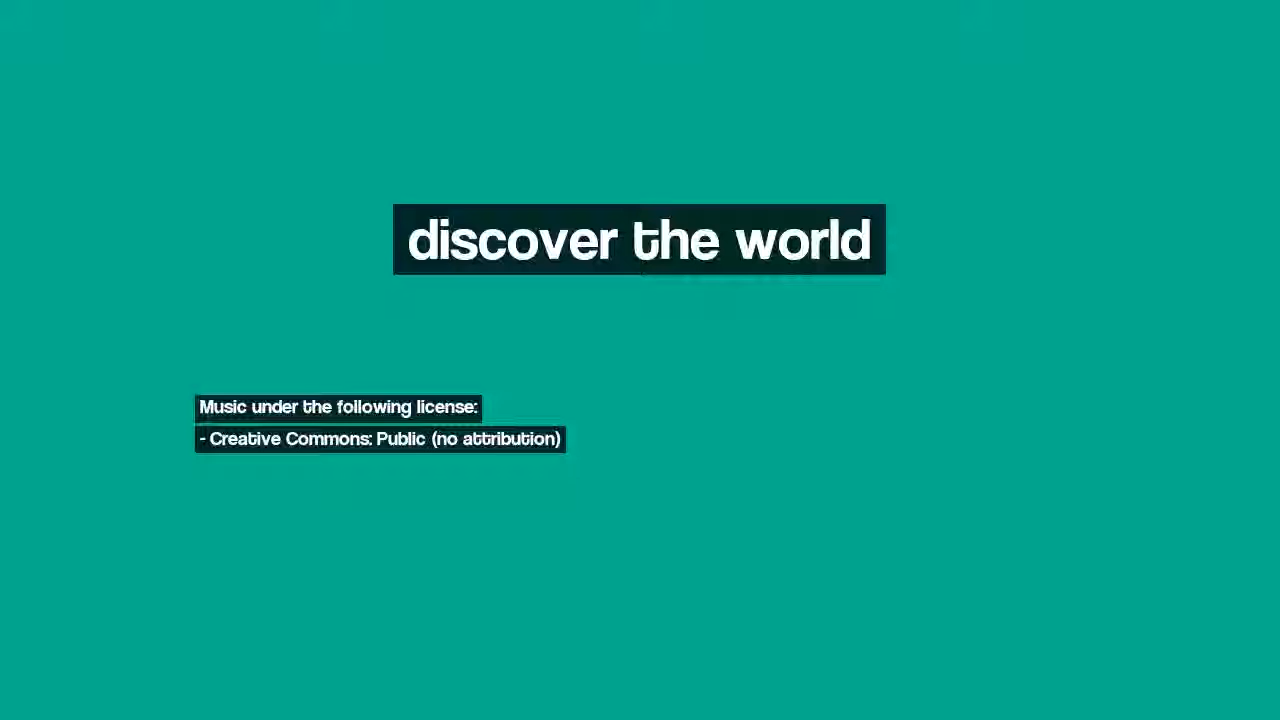 discover the world
Music under the following license:
- Creative Commons: Public (no attribution)